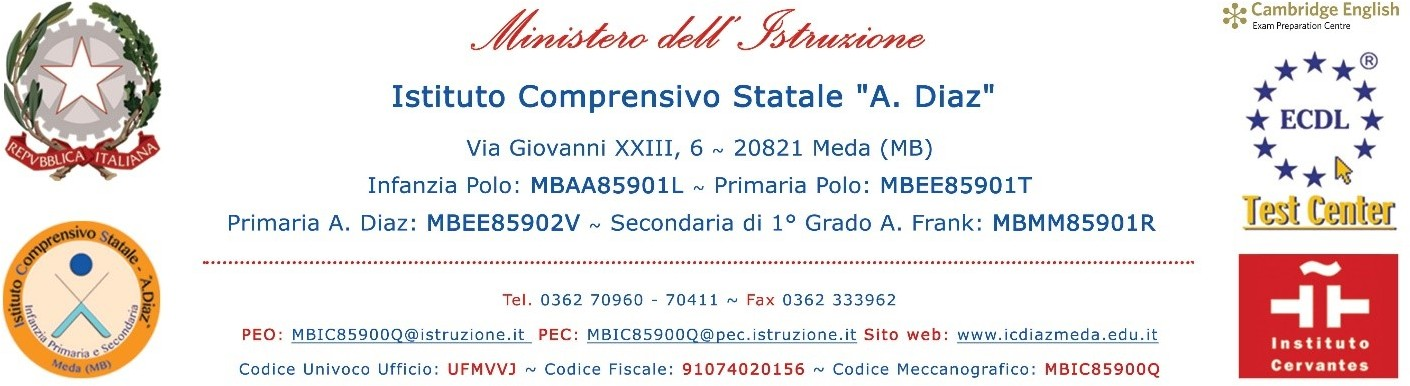 Ministero dell' Istruzione
Istituto Comprensivo Statale "A. Diaz"
Via Giovanni XXIII, 6 ~ 20821 Meda (MB)
Infanzia Polo: MBAA85901L ~ Primaria Polo: MBEE85901T
Primaria A. Diaz: MBEE85902V ~ Secondaria di 1° Grado A. Frank: MBMM85901R
Tel. 0362 70960 - 70411 ~ Fax 0362 333962
PEO: MBIC85900Q@istruzione.it PEC: MBIC85900Q@pec.istruzione.it Sito web: www.icdiazmeda.edu.it
Codice Univoco Ufficio: UFMVVJ ~ Codice Fiscale: 91074020156 ~ Codice Meccanografico: MBIC85900Q
REPVBBLICA ITALIANA
Istituto Comprensivo Statale - "A.Diaz"
Infanzia Primaria e Secondaria
Meda (MB)
Cambridge English
Exam Preparation Centre
®
ECDL
Test Center
Instituto
Cervantes